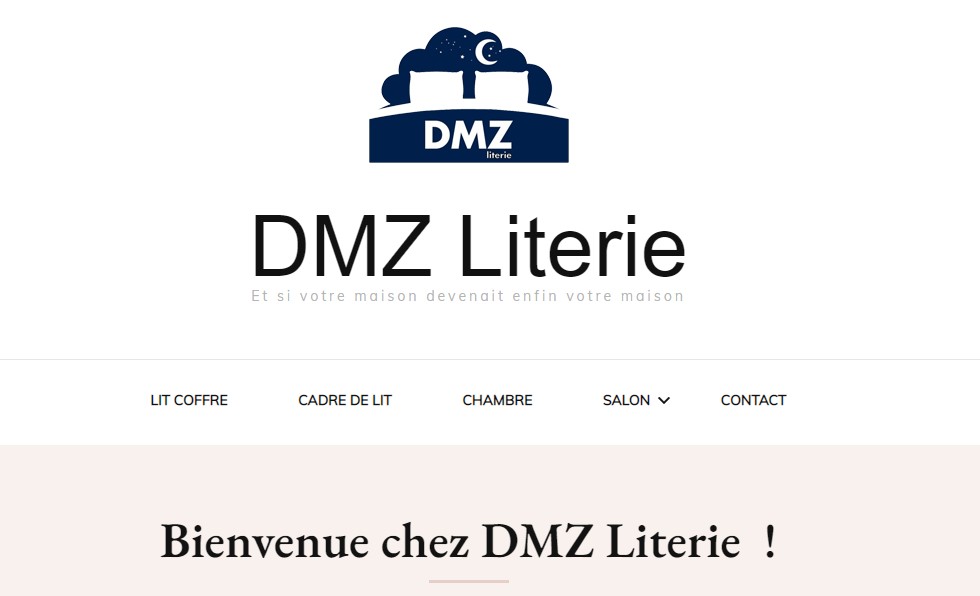 DMZ
literie
DMZ Literie
Et si votre maison devenait enfin votre maison
LIT COFFRE CADRE DE LIT CHAMBRE SALON CONTACT
Bienvenue chez DMZ Literie !